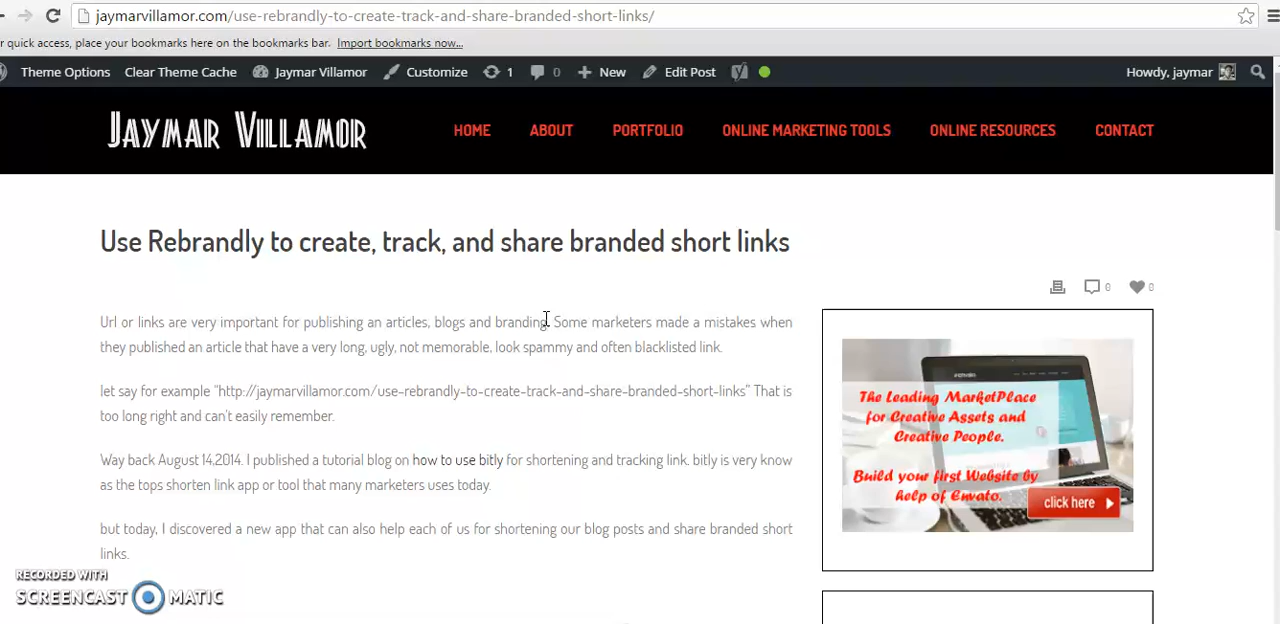 jaymarvillamor.com/use-rebrandly-to-create-track-and-share-branded-short-links/
r quick access, place your bookmarks here on the bookmarks bar. Import bookmarks now...
Theme Options Clear Theme Cache Jaymar Villamor Customize 1 0 New Edit Post Howdy, jaymar
JAYMAR VILLAMOR HOME ABOUT PORTFOLIO ONLINE MARKETING TOOLS ONLINE RESOURCES CONTACT
Use Rebrandly to create, track, and share branded short links
0 0
Url or links are very important for publishing an articles, blogs and branding. Some marketers made a mistakes when
they published an article that have a very long, ugly, not memorable, look spammy and often blacklisted link.
let say for example "http://jaymarvillamor.com/use-rebrandly-to-create-track-and-share-branded-short-links" That is
too long right and can't easily remember.
Way back August 14,2014. I published a tutorial blog on how to use bitly for shortening and tracking link. bitly is very know
as the tops shorten link app or tool that many marketers uses today.
but today, I discovered a new app that can also help each of us for shortening our blog posts and share branded short
links.
The Leading MarketPlace
for Creative Assets and
Creative People.
Build your first Website by
help of Envato.
click here
RECORDED WITH
SCREENCAST MATIC